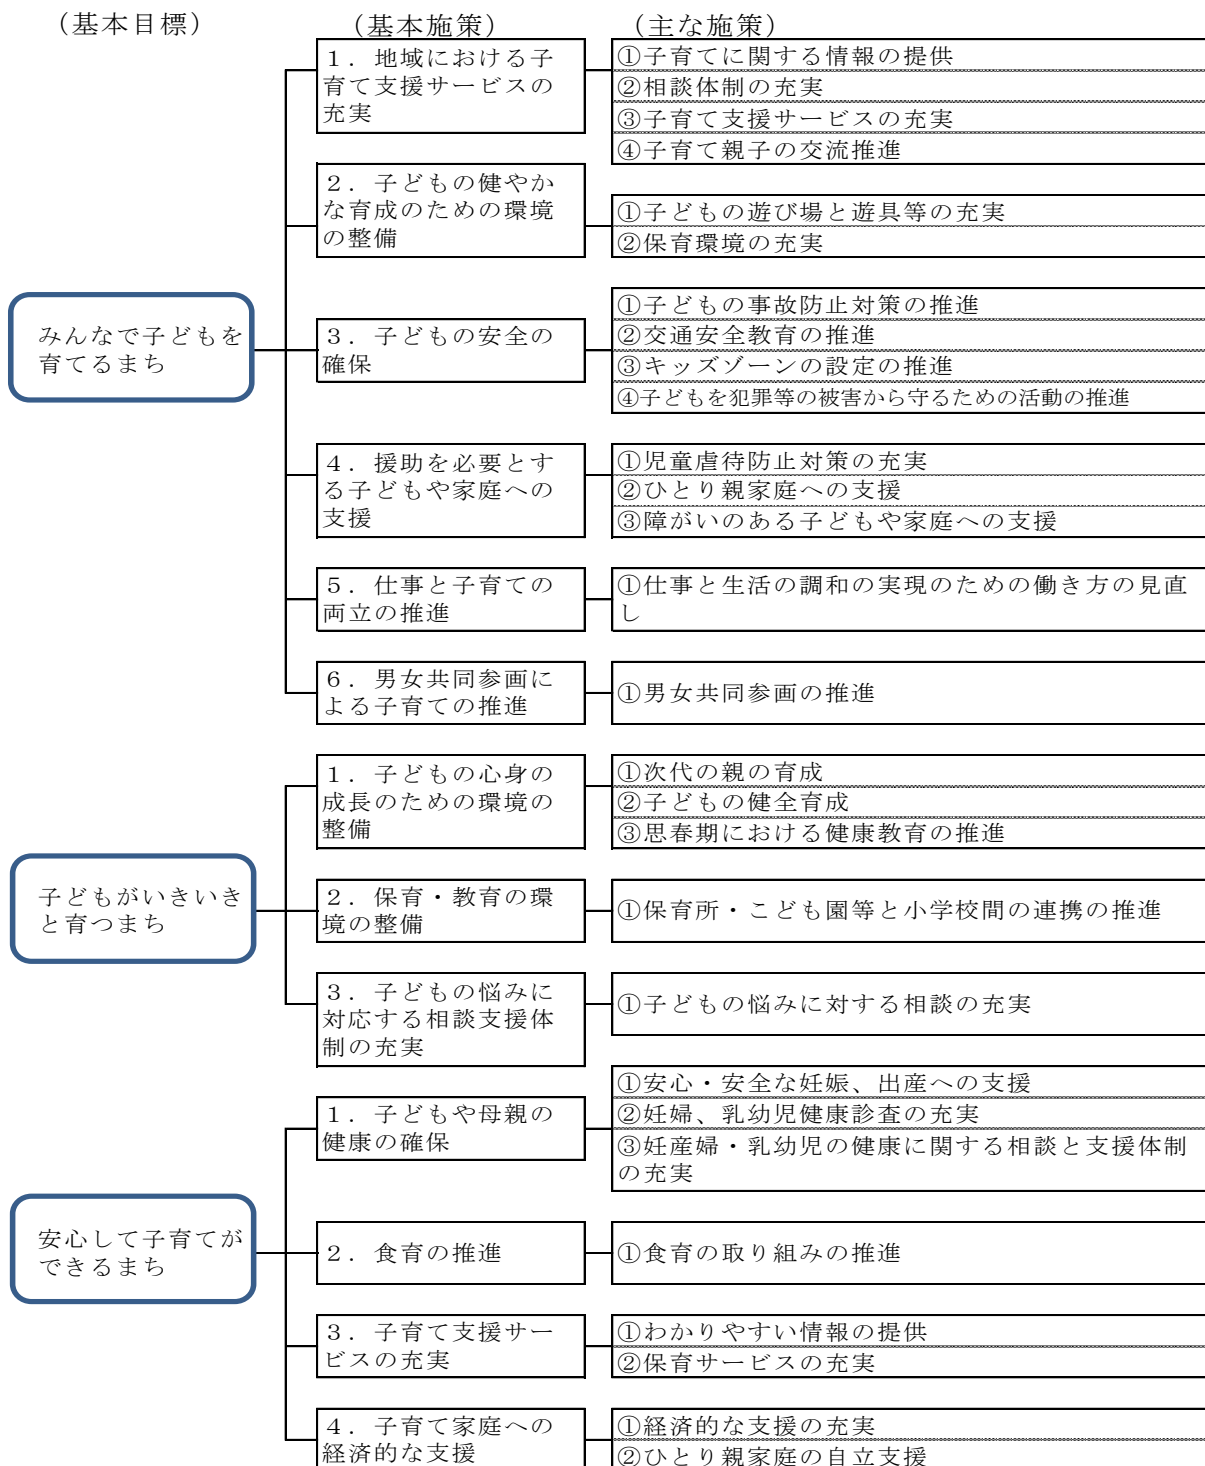 (基本目標) (基本施策) (主な施策)
みんなで子どもを
育てるまち
1．地域における子
育て支援サービスの
充実
①子育てに関する情報の提供
②相談体制の充実
③子育て支援サービスの充実
④子育て親子の交流推進
2．子どもの健やか
な育成のための環境
の整備
①子どもの遊び場と遊具等の充実
②保育環境の充実
3．子どもの安全の
確保
①子どもの事故防止対策の推進
②交通安全教育の推進
③キッズゾーンの設定の推進
④子どもを犯罪等の被害から守るための活動の推進
4．援助を必要とす
る子どもや家庭への
支援
①児童虐待防止対策の充実
②ひとり親家庭への支援
③障がいのある子どもや家庭への支援
5．仕事と子育ての
両立の推進
①仕事と生活の調和の実現のための働き方の見直
し
6．男女共同参画に
よる子育ての推進
①男女共同参画の推進
子どもがいきいき
と育つまち
1．子どもの心身の
成長のための環境の
整備
①次代の親の育成
②子どもの健全育成
③思春期における健康教育の推進
2．保育・教育の環
境の整備
①保育所・こども園等と小学校間の連携の推進
3．子どもの悩みに
対応する相談支援体
制の充実
①子どもの悩みに対する相談の充実
安心して子育てが
できるまち
1．子どもや母親の
健康の確保
①安心・安全な妊娠、出産への支援
②妊婦、乳幼児健康診査の充実
③妊産婦・乳幼児の健康に関する相談と支援体制
の充実
2．食育の推進
①食育の取り組みの推進
3．子育て支援サー
ビスの充実
①わかりやすい情報の提供
②保育サービスの充実
4．子育て家庭への
経済的な支援
①経済的な支援の充実
②ひとり親家庭の自立支援